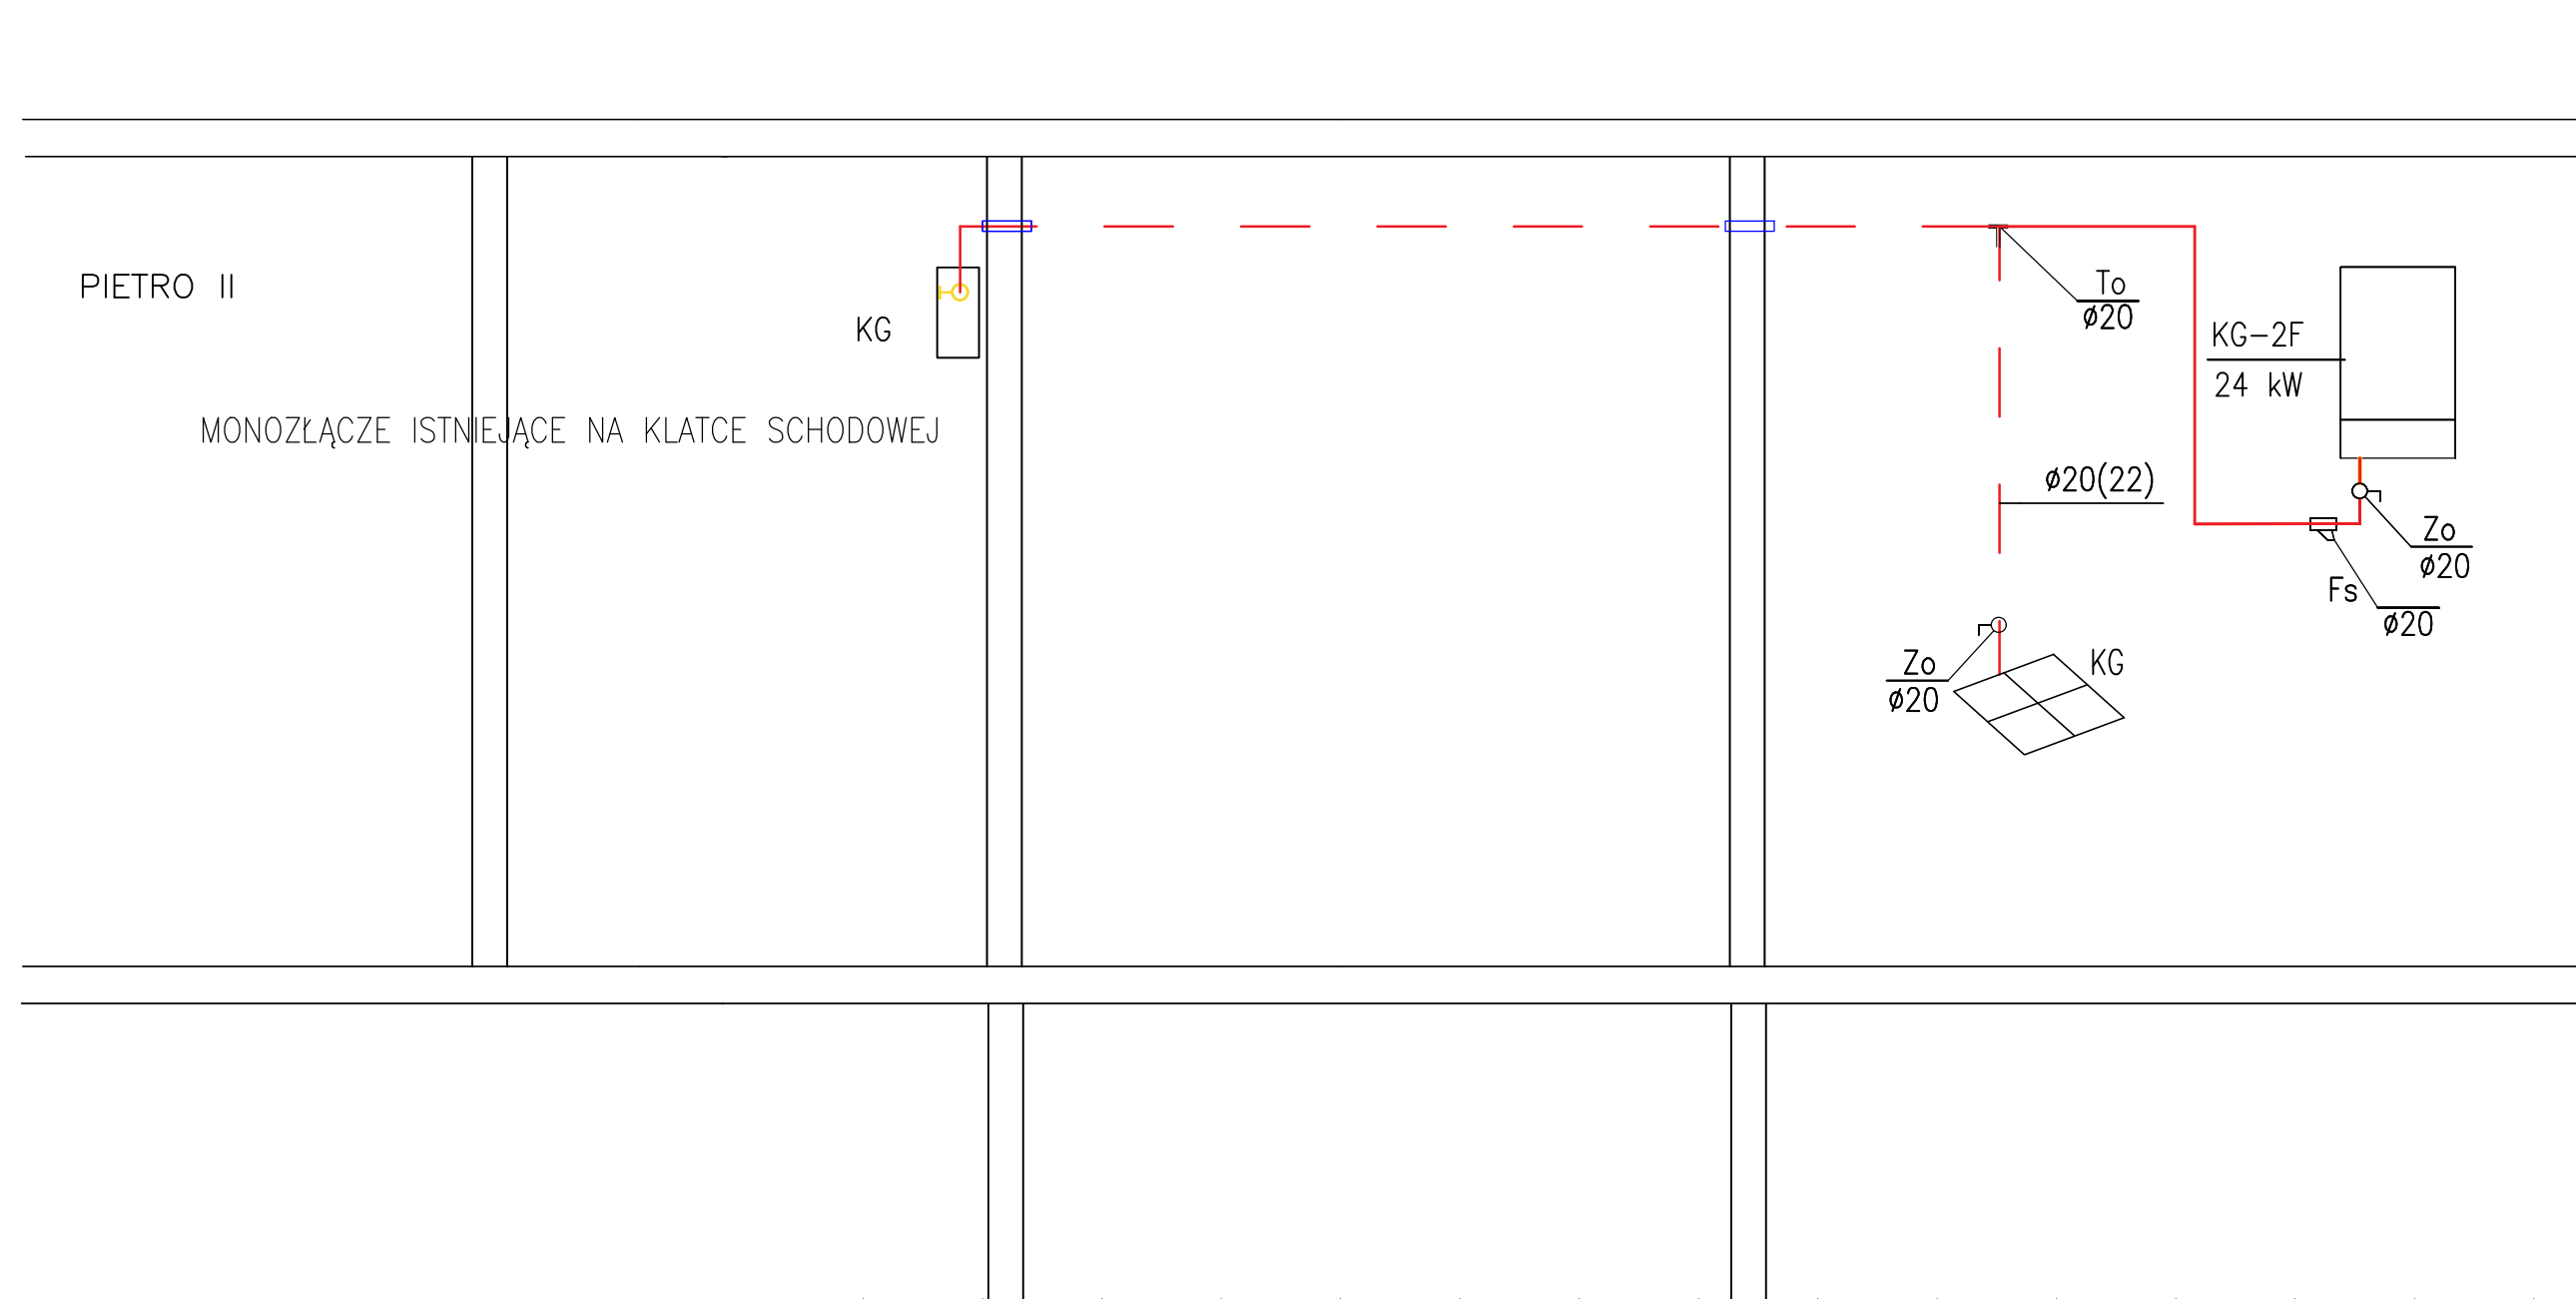 PIETRO II
KG
MONOZŁĄCZE ISTNIEJĄCE NA KLATCE SCHODOWEJ
To
ø20
KG-2F
24 kW
ø20(22)
Zo
ø20
Fs
ø20
Zo
ø20
KG